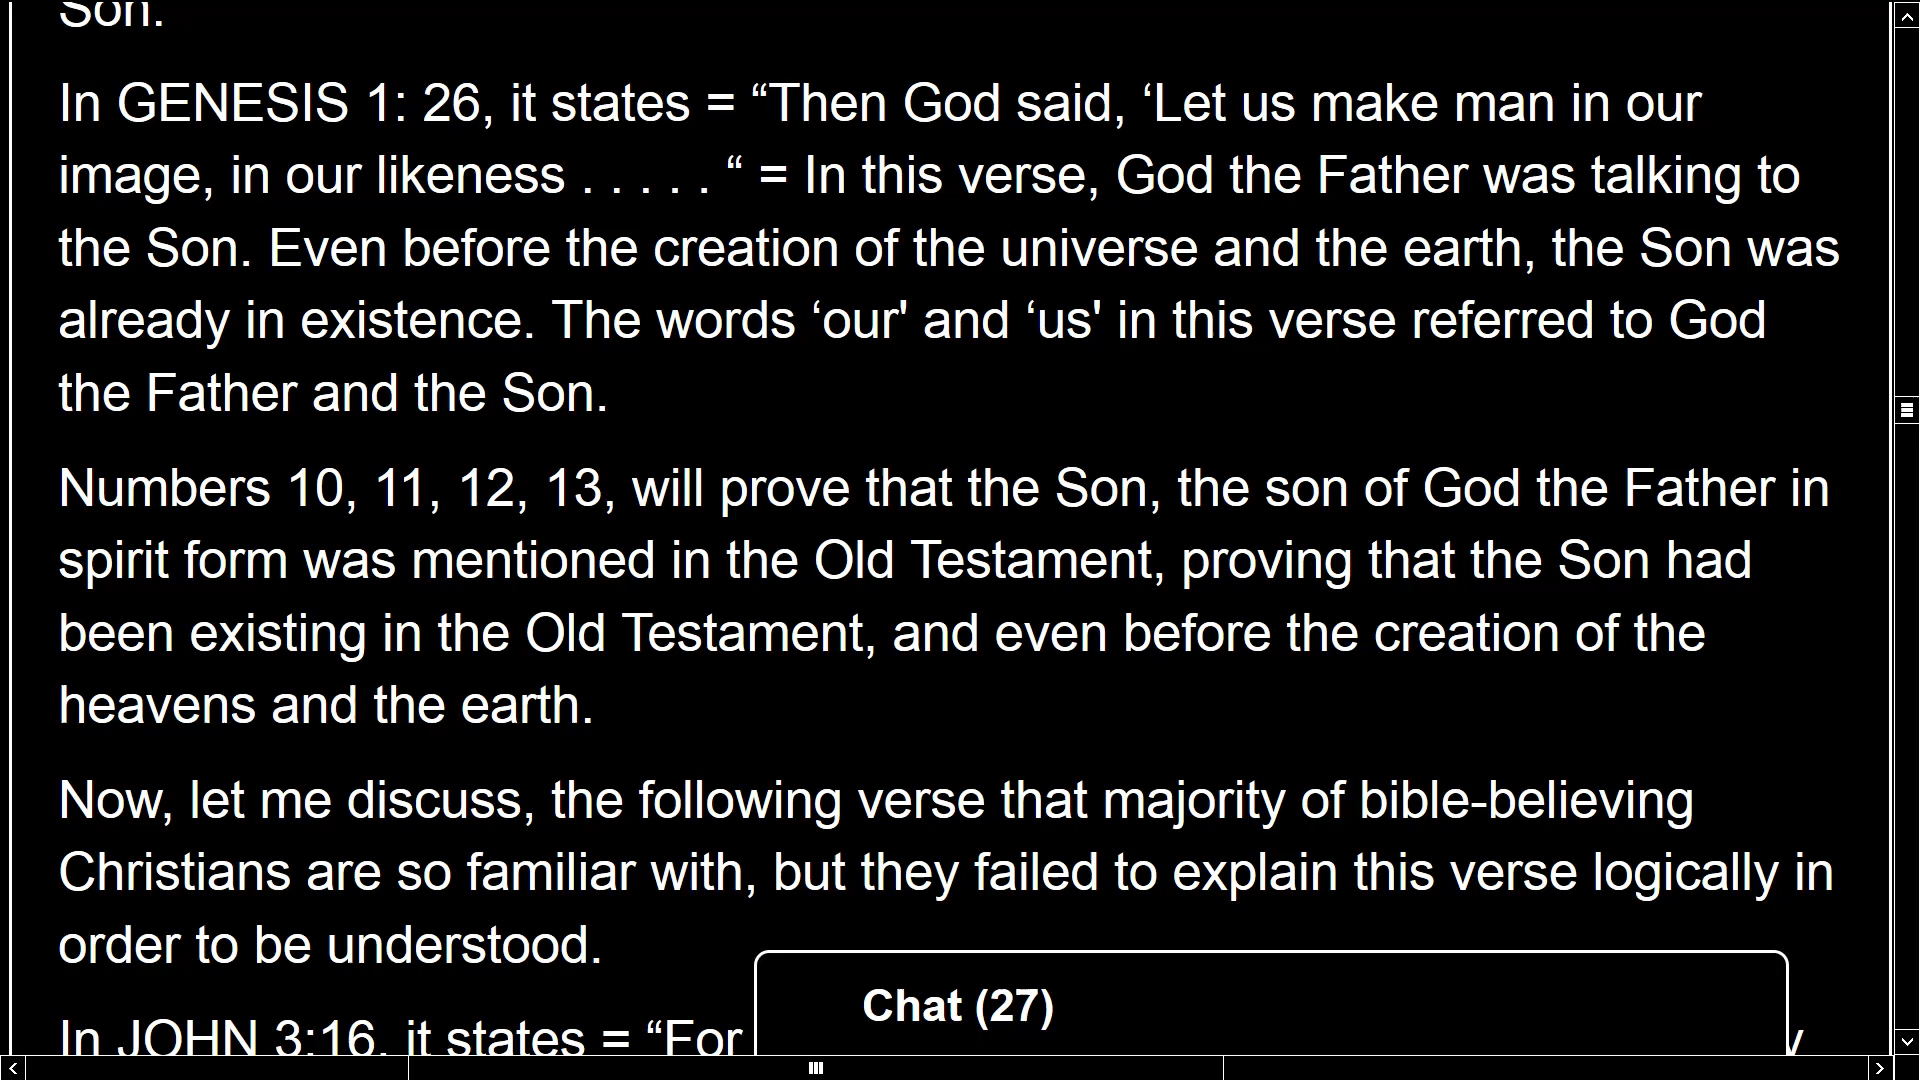 Son.
In GENESIS 1: 26, it states = “Then God said, ‘Let us make man in our
image, in our likeness . . . . . “ = In this verse, God the Father was talking to
the Son. Even before the creation of the universe and the earth, the Son was
already in existence. The words ‘our' and ‘us' in this verse referred to God
the Father and the Son.
Numbers 10, 11, 12, 13, will prove that the Son, the son of God the Father in
spirit form was mentioned in the Old Testament, proving that the Son had
been existing in the Old Testament, and even before the creation of the
heavens and the earth.
Now, let me discuss, the following verse that majority of bible-believing
Christians are so familiar with, but they failed to explain this verse logically in
order to be understood.
In JOHN 3:16, it states = “For
Chat (27)